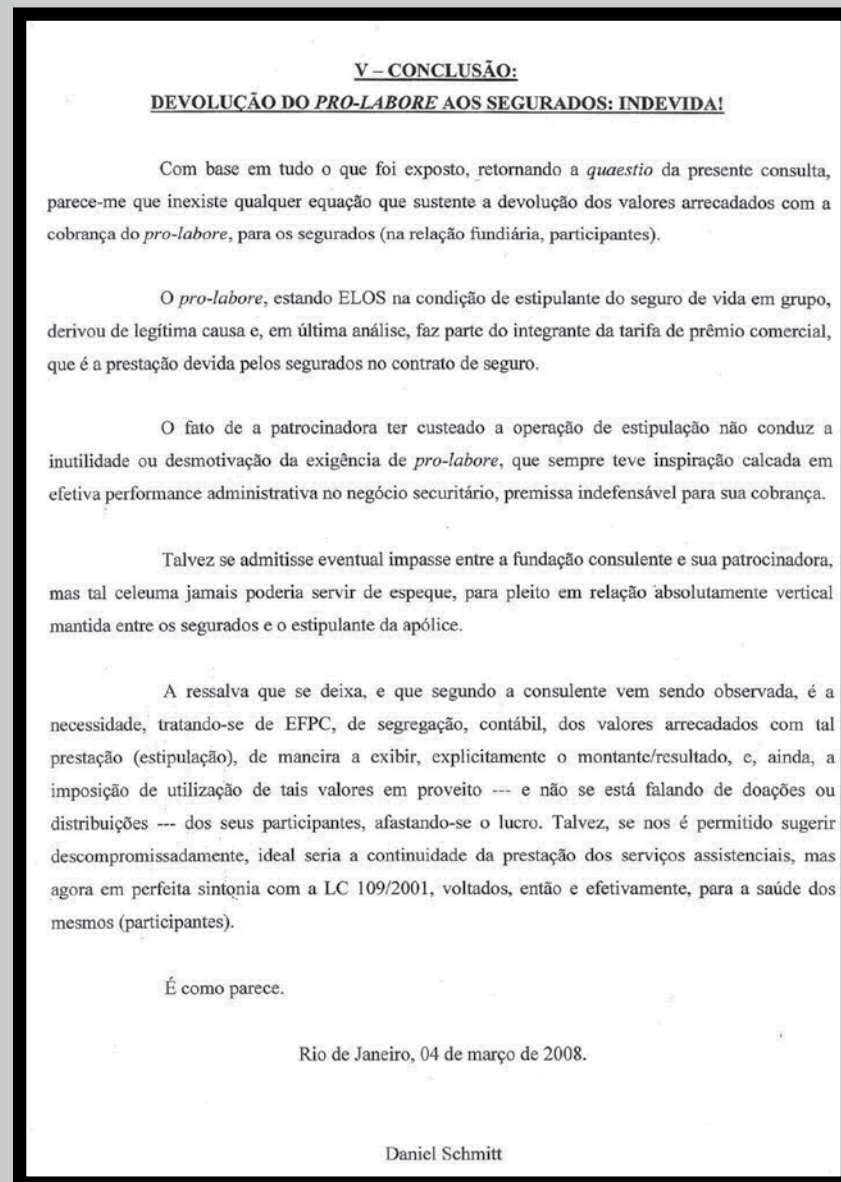 V – CONCLUSÃO:
DEVOLUÇÃO DO PRO-LABORE AOS SEGURADOS: INDEVIDA!
Com base em tudo o que foi exposto, retornando a quaestio da presente consulta,
parece-me que inexiste qualquer equação que sustente a devolução dos valores arrecadados com a
cobrança do pro-labore, para os segurados (na relação fundiária, participantes).
O pro-labore, estando ELOS na condição de estipulante do seguro de vida em grupo,
derivou de legítima causa e, em última análise, faz parte do integrante da tarifa de prêmio comercial,
que é a prestação devida pelos segurados no contrato de seguro.
O fato de a patrocinadora ter custeado a operação de estipulação não conduz a
inutilidade ou desmotivação da exigência de pro-labore, que sempre teve inspiração calcada em
efetiva performance administrativa no negócio securitário, premissa indefensável para sua cobrança.
Talvez se admitisse eventual impasse entre a fundação consulente e sua patrocinadora,
mas tal celeuma jamais poderia servir de espeque, para pleito em relação absolutamente vertical
mantida entre os segurados e o estipulante da apólice.
A ressalva que se deixa, e que segundo a consulente vem sendo observada, é a
necessidade, tratando-se de EFPC, de segregação, contábil, dos valores arrecadados com tal
prestação (estipulação), de maneira a exibir, explicitamente o montante/resultado, e, ainda, a
imposição de utilização de tais valores em proveito --- e não se está falando de doações ou
distribuições --- dos seus participantes, afastando-se o lucro. Talvez, se nos é permitido sugerir
descompromissadamente, ideal seria a continuidade da prestação dos serviços assistenciais, mas
agora em perfeita sintonia com a LC 109/2001, voltados, então e efetivamente, para a saúde dos
mesmos (participantes).
É como parece.
Rio de Janeiro, 04 de março de 2008.
Daniel Schmitt